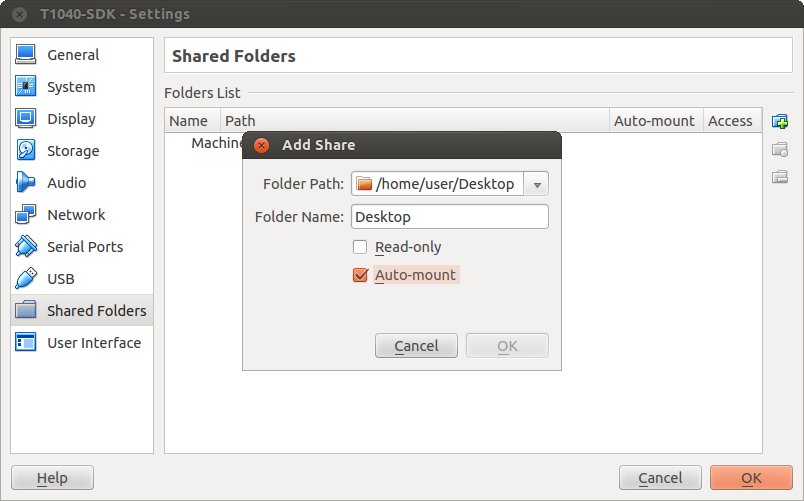 T1040-SDK - Settings
General
System
Display
Storage
Audio
Network
Serial Ports
USB
Shared Folders
User Interface
Shared Folders
Folders List
Name Path Auto-mount Access
Machine
Add Share
Folder Path: /home/user/Desktop
Folder Name: Desktop
Read-only
Auto-mount
Cancel OK
Help Cancel OK